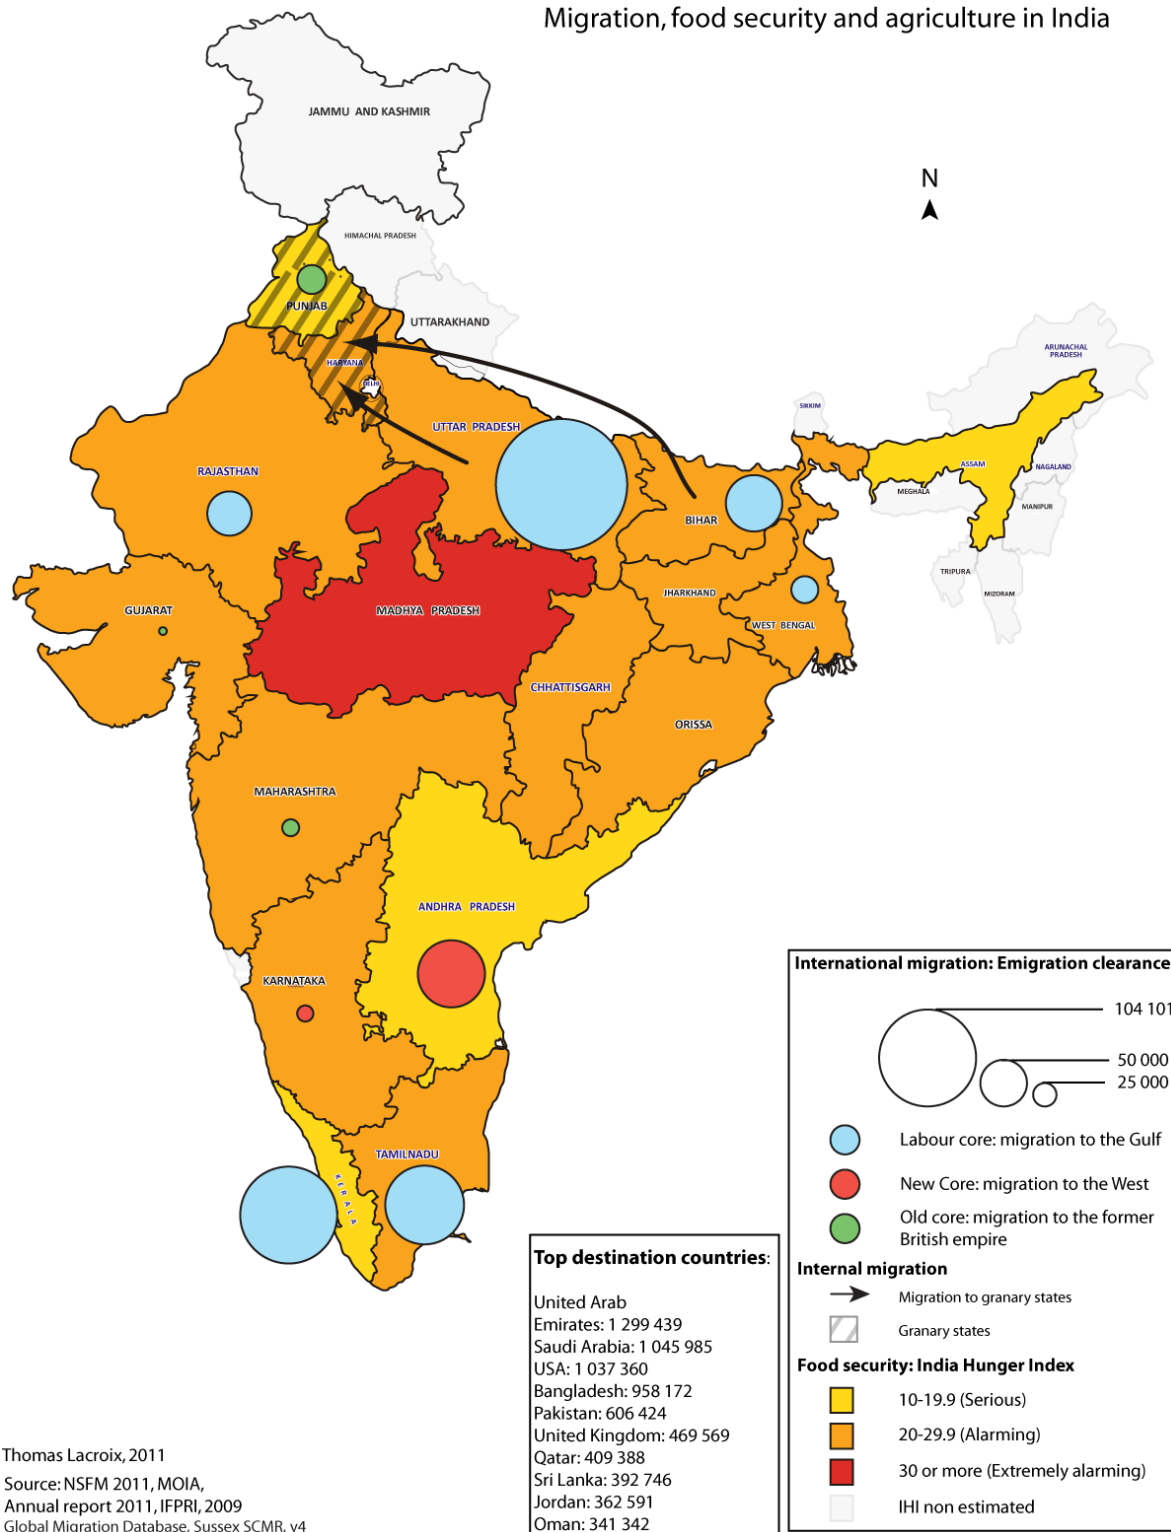 Migration, food security and agriculture in India
JAMMU AND KASHMIR
N
HIMACHAL PRADESH
PUNJAB
UTTARAKHAND
HARYANA
DELHI
ARUNACHAL
PRADESH
SIKKIM
UTTAR PRADESH
ASSAM
NAGALAND
RAJASTHAN
MEGHALA
MANIPUR
BIHAR
TRIPURA
MIZORAM
JHARKHAND
GUJARAT
MADHYA PRADESH
WEST BENGAL
CHHATTISGARH
ORISSA
MAHARASHTRA
ANDHRA PRADESH
KARNATAKA
TAMILNADU
KERALA
International migration: Emigration clearance
104 101
50 000
25 000
Labour core: migration to the Gulf
New Core: migration to the West
Old core: migration to the former
British empire
Internal migration
Migration to granary states
Granary states
Food security: India Hunger Index
10-19.9 (Serious)
20-29.9 (Alarming)
30 or more (Extremely alarming)
IHI non estimated
Top destination countries:
United Arab
Emirates: 1 299 439
Saudi Arabia: 1 045 985
USA: 1 037 360
Bangladesh: 958 172
Pakistan: 606 424
United Kingdom: 469 569
Qatar: 409 388
Sri Lanka: 392 746
Jordan: 362 591
Oman: 341 342
Thomas Lacroix, 2011
Source: NSFM 2011, MOIA,
Annual report 2011, IFPRI, 2009
Global Migration Database, Sussex SCMR, v4